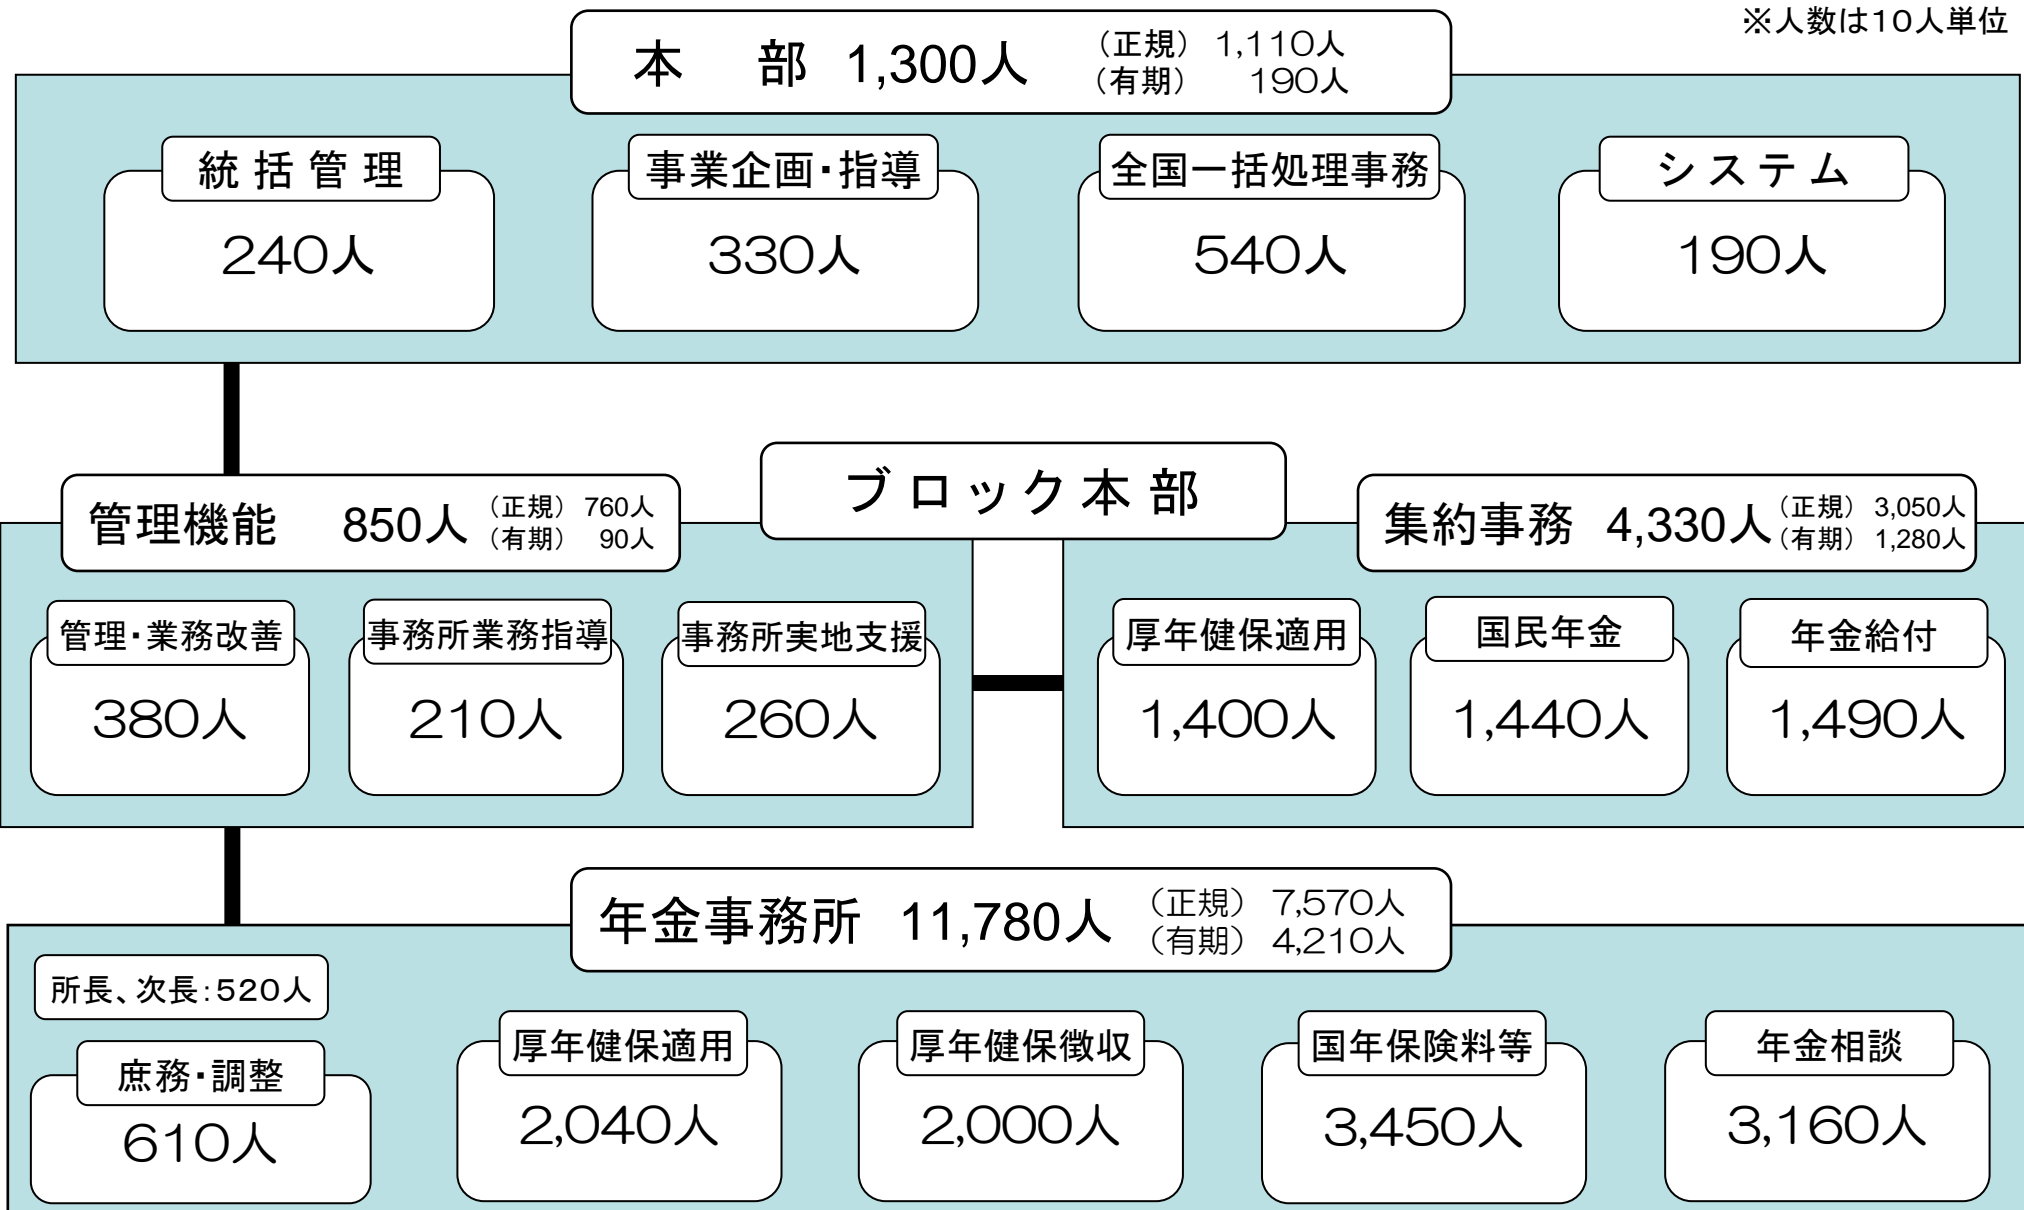 ※人数は10人単位
本　部 1,300人
（正規） 1,110人
（有期） 190人
統括管理
事業企画・指導
全国一括処理事務
システム
240人
330人
540人
190人
ブロック本部
管理機能 850人
（正規） 760人
（有期） 90人
集約事務 4,330人
（正規） 3,050人
（有期） 1,280人
管理・業務改善
事務所業務指導
事務所実地支援
厚年健保適用
国民年金
年金給付
380人
210人
260人
1,400人
1,440人
1,490人
年金事務所 11,780人
（正規） 7,570人
（有期） 4,210人
所長、次長：520人
庶務・調整
厚年健保適用
厚年健保徴収
国年保険料等
年金相談
610人
2,040人
2,000人
3,450人
3,160人